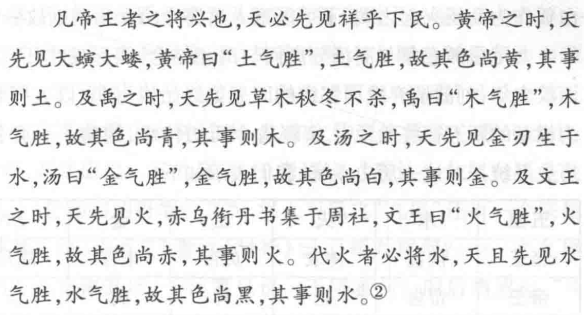 凡帝王者之将兴也,天必先见祥乎下民。黄帝之时,天
先见大螾大蝼,黄帝曰“土气胜”,土气胜,故其色尚黄,其事
则土。及禹之时,天先见草木秋冬不杀,禹曰“木气胜”,木
气胜,故其色尚青,其事则木。及汤之时,天先见金刃生于
水,汤曰“金气胜”,金气胜,故其色尚白,其事则金。及文王
之时,天先见火,赤乌衔丹书集于周社,文王曰“火气胜”,火
气胜,故其色尚赤,其事则火。代火者必将水,天且先见水
气胜,水气胜,故其色尚黑,其事则水。②